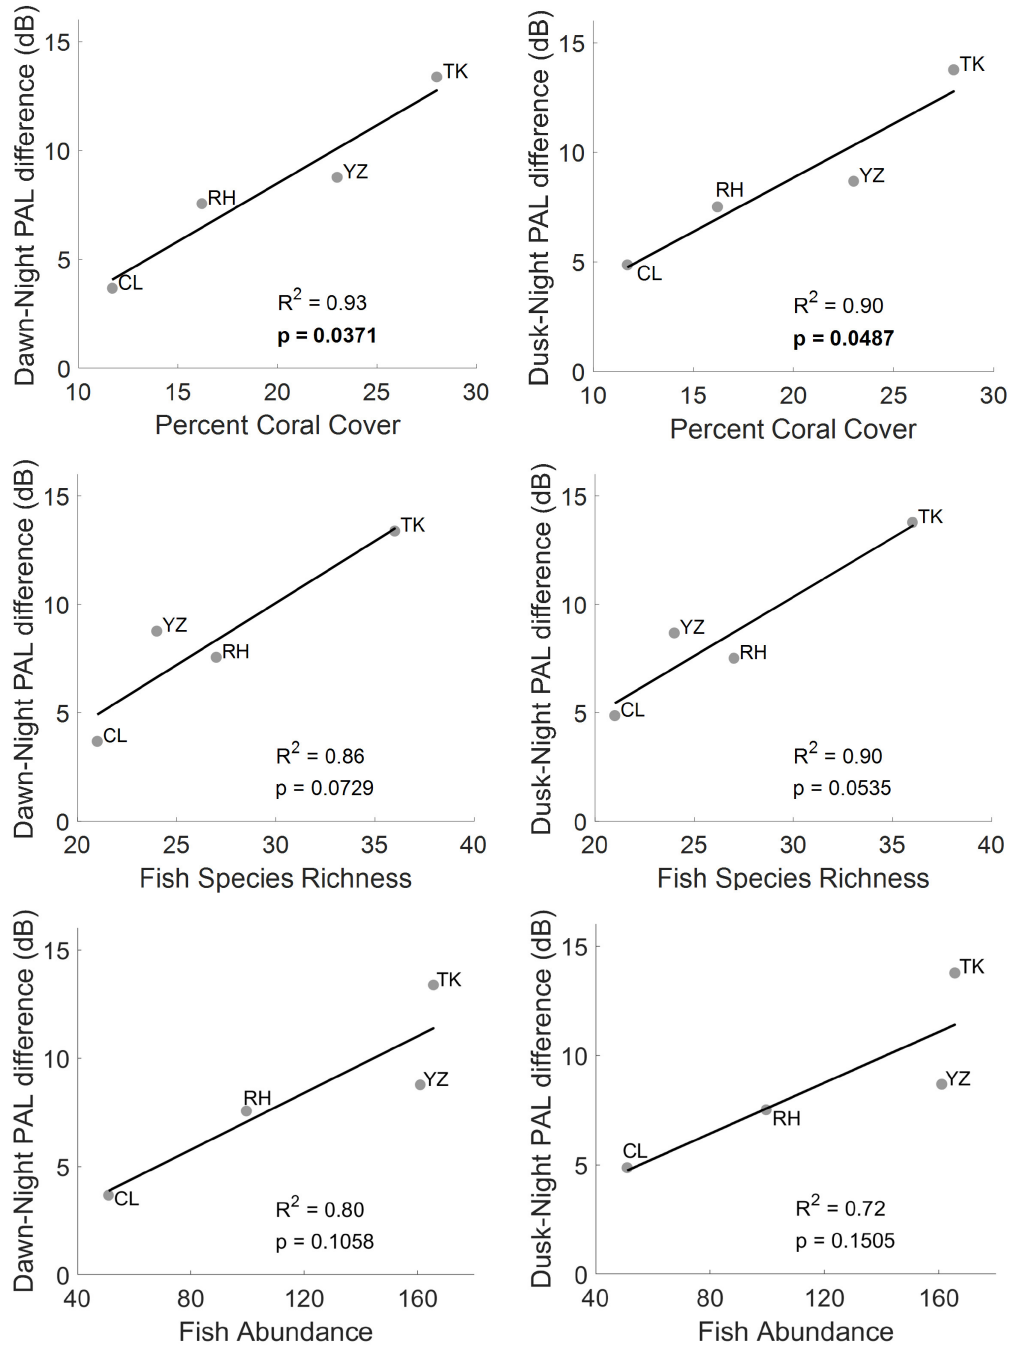 Dawn-Night PAL difference (dB)
15
10
5
0
TK
YZ
RH
CL
R² = 0.93
p = 0.0371
10 15 20 25 30
Percent Coral Cover
Dusk-Night PAL difference (dB)
15
10
5
0
TK
YZ
RH
CL
R² = 0.90
p = 0.0487
10 15 20 25 30
Percent Coral Cover
Dawn-Night PAL difference (dB)
15
10
5
0
TK
YZ
RH
CL
R² = 0.86
p = 0.0729
20 25 30 35 40
Fish Species Richness
Dusk-Night PAL difference (dB)
15
10
5
0
TK
YZ
RH
CL
R² = 0.90
p = 0.0535
20 25 30 35 40
Fish Species Richness
Dawn-Night PAL difference (dB)
15
10
5
0
TK
YZ
RH
CL
R² = 0.80
p = 0.1058
40 80 120 160
Fish Abundance
Dusk-Night PAL difference (dB)
15
10
5
0
TK
YZ
RH
CL
R² = 0.72
p = 0.1505
40 80 120 160
Fish Abundance